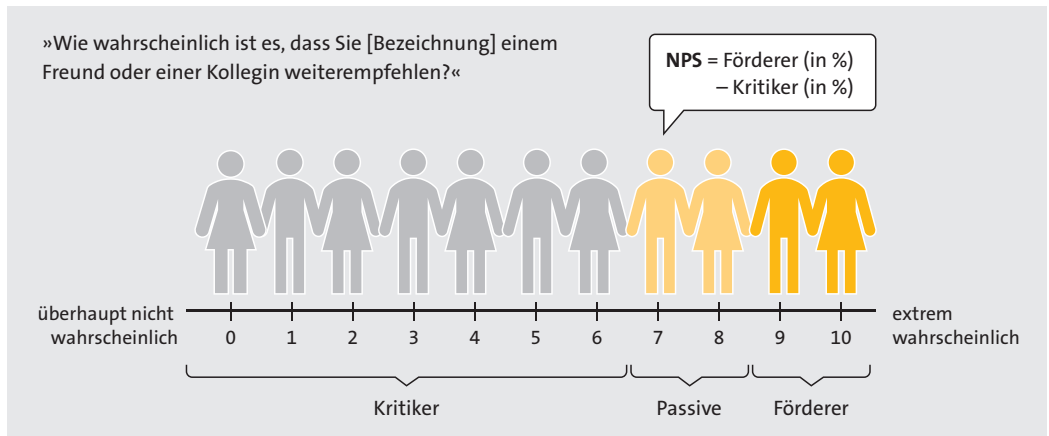 »Wie wahrscheinlich ist es, dass Sie [Bezeichnung] einem
Freund oder einer Kollegin weiterempfehlen?«
NPS = Förderer (in %)
– Kritiker (in %)
überhaupt nicht
wahrscheinlich
0 1 2 3 4 5 6 7 8 9 10
extrem
wahrscheinlich
Kritiker
Passive
Förderer